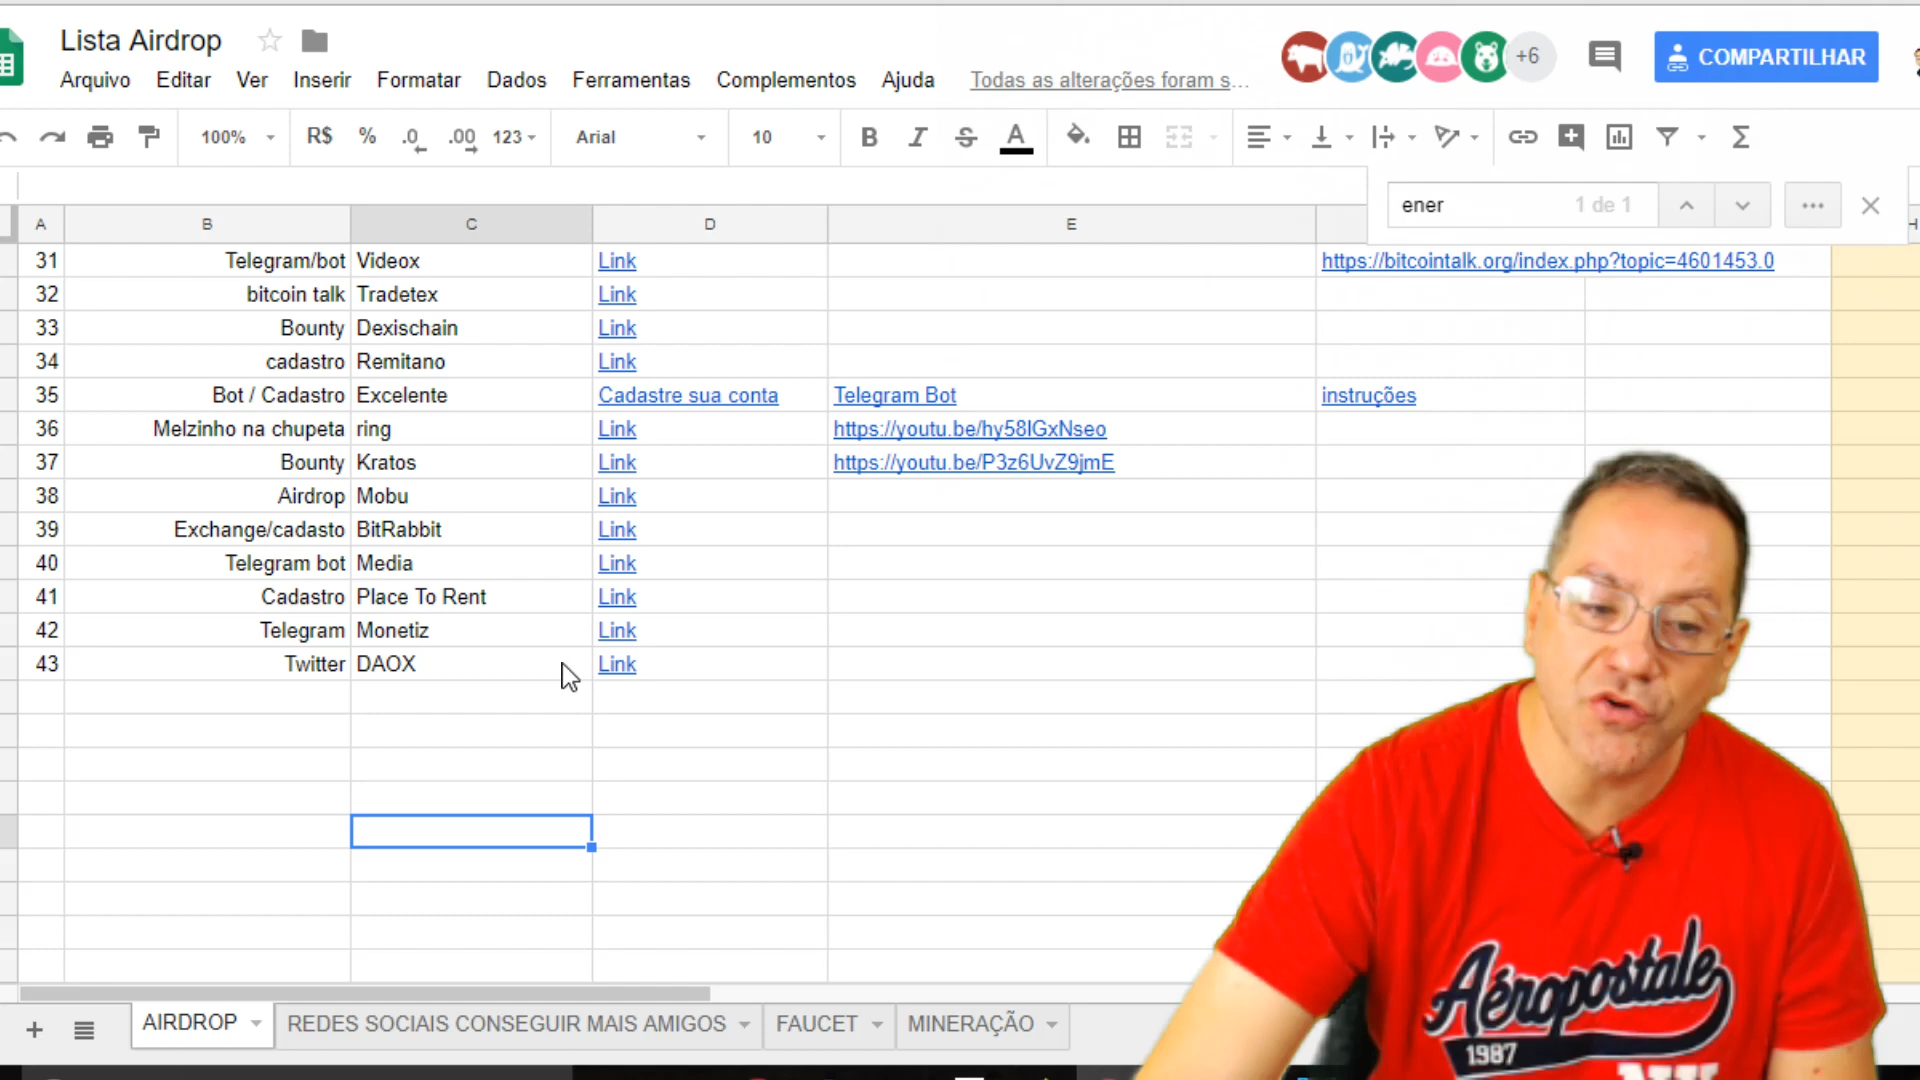 Lista Airdrop
+6
COMPARTILHAR
Arquivo Editar Ver Inserir Formatar Dados Ferramentas Complementos Ajuda Todas as alterações foram s...
100% R$ % .0 .00 123 Arial 10 B I S A
ener 1 de 1
A B C D E H
31 Telegram/bot Videox Link https://bitcointalk.org/index.php?topic=4601453.0
32 bitcoin talk Tradetex Link
33 Bounty Dexischain Link
34 cadastro Remitano Link
35 Bot / Cadastro Excelente Cadastre sua conta Telegram Bot instruções
36 Melzinho na chupeta ring Link https://youtu.be/hy58lGxNseo
37 Bounty Kratos Link https://youtu.be/P3z6UvZ9jmE
38 Airdrop Mobu Link
39 Exchange/cadasto BitRabbit Link
40 Telegram bot Media Link
41 Cadastro Place To Rent Link
42 Telegram Monetiz Link
43 Twitter DAOX Link
AIRDROP REDES SOCIAIS CONSEGUIR MAIS AMIGOS FAUCET MINERAÇÃO
Aéropostale
1987